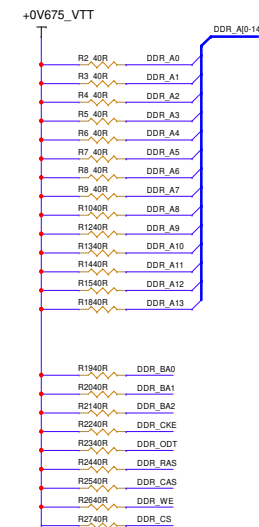 +0V675_VTT
DDR_A[0-14
R2 40R DDR_A0
R3 40R DDR_A1
R4 40R DDR_A2
R5 40R DDR_A3
R6 40R DDR_A4
R7 40R DDR_A5
R8 40R DDR_A6
R9 40R DDR_A7
R1040R DDR_A8
R1240R DDR_A9
R1340R DDR_A10
R1440R DDR_A11
R1540R DDR_A12
R1840R DDR_A13
R1940R DDR_BA0
R2040R DDR_BA1
R2140R DDR_BA2
R2240R DDR_CKE
R2340R DDR_ODT
R2440R DDR_RAS
R2540R DDR_CAS
R2640R DDR_WE
R2740R DDR_CS